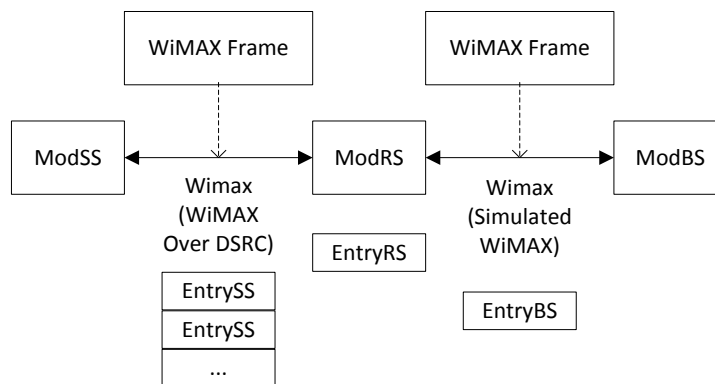 WiMAX Frame
WiMAX Frame
ModSS
ModRS
ModBS
Wimax
(WiMAX
Over DSRC)
Wimax
(Simulated
WiMAX)
EntryRS
EntrySS
EntryBS
EntrySS
...